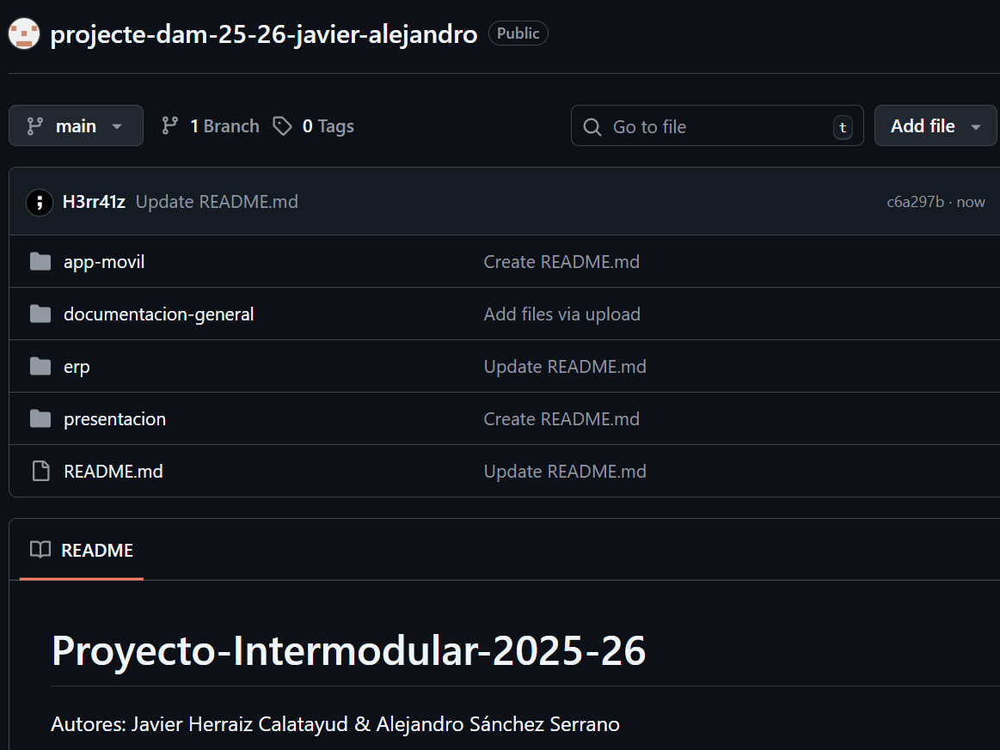 projecte-dam-25-26-javier-alejandro Public
main 1 Branch 0 Tags Go to file t Add file
H3rr41z Update README.md c6a297b · now
app-movil Create README.md
documentacion-general Add files via upload
erp Update README.md
presentacion Create README.md
README.md Update README.md
README
Proyecto-Intermodular-2025-26
Autores: Javier Herraiz Calatayud & Alejandro Sánchez Serrano